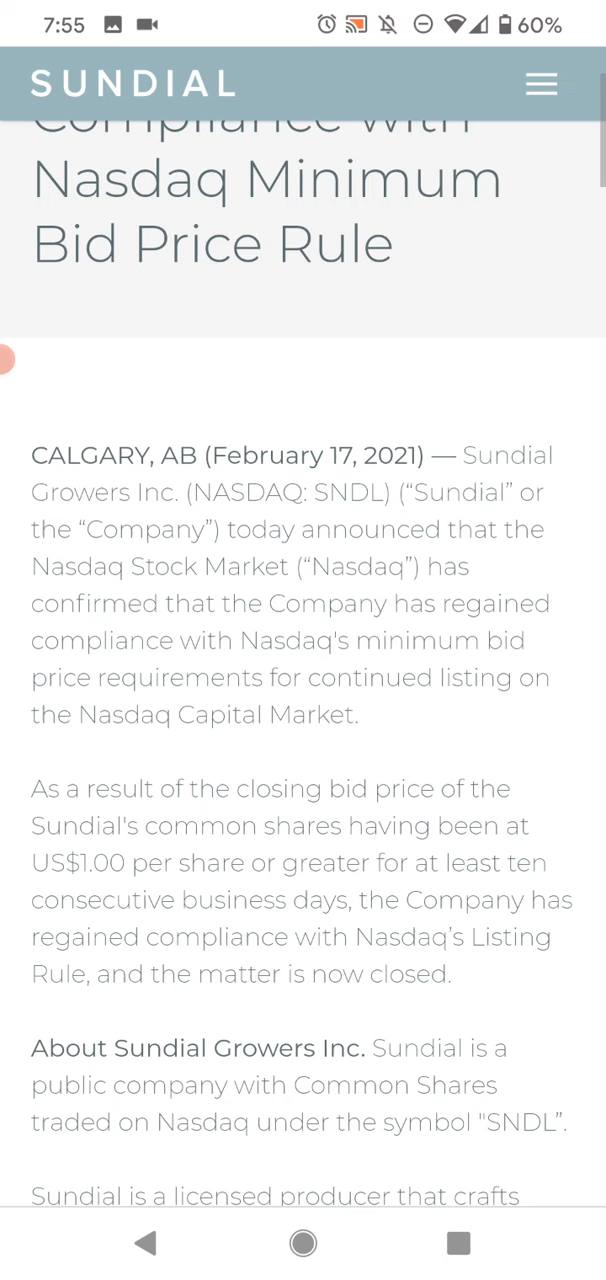 7:55
60%
SUNDIAL
Compliance with
Nasdaq Minimum
Bid Price Rule
CALGARY, AB (February 17, 2021) — Sundial
Growers Inc. (NASDAQ: SNDL) (“Sundial” or
the “Company”) today announced that the
Nasdaq Stock Market (“Nasdaq”) has
confirmed that the Company has regained
compliance with Nasdaq's minimum bid
price requirements for continued listing on
the Nasdaq Capital Market.
As a result of the closing bid price of the
Sundial's common shares having been at
US$1.00 per share or greater for at least ten
consecutive business days, the Company has
regained compliance with Nasdaq’s Listing
Rule, and the matter is now closed.
About Sundial Growers Inc. Sundial is a
public company with Common Shares
traded on Nasdaq under the symbol "SNDL”.
Sundial is a licensed producer that crafts